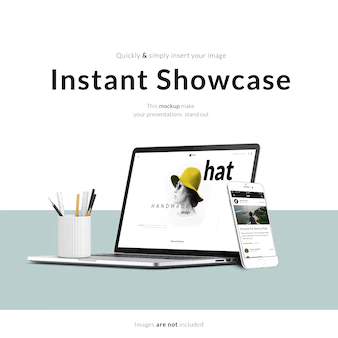 Quickly & simply insert your image
Instant Showcase
This mockup make
your presentations stand out
hat
HANDMADE
design
Images are not included